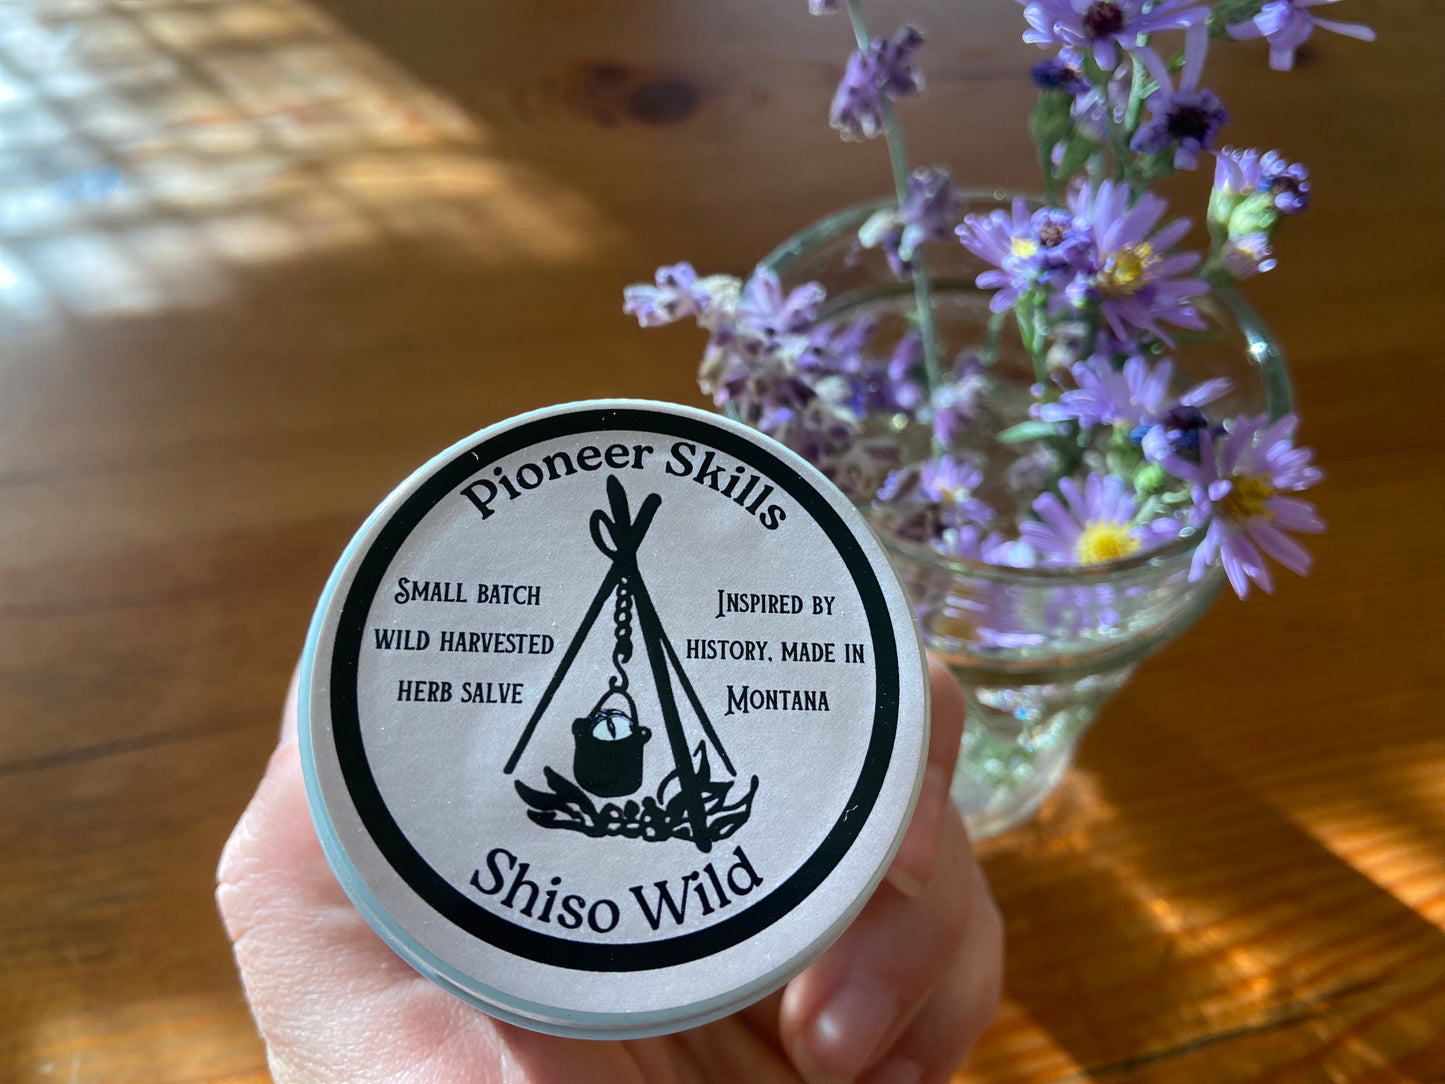 Pioneer Skills
Small batch
wild harvested
herb salve
Inspired by
history, made in
Montana
Shiso Wild